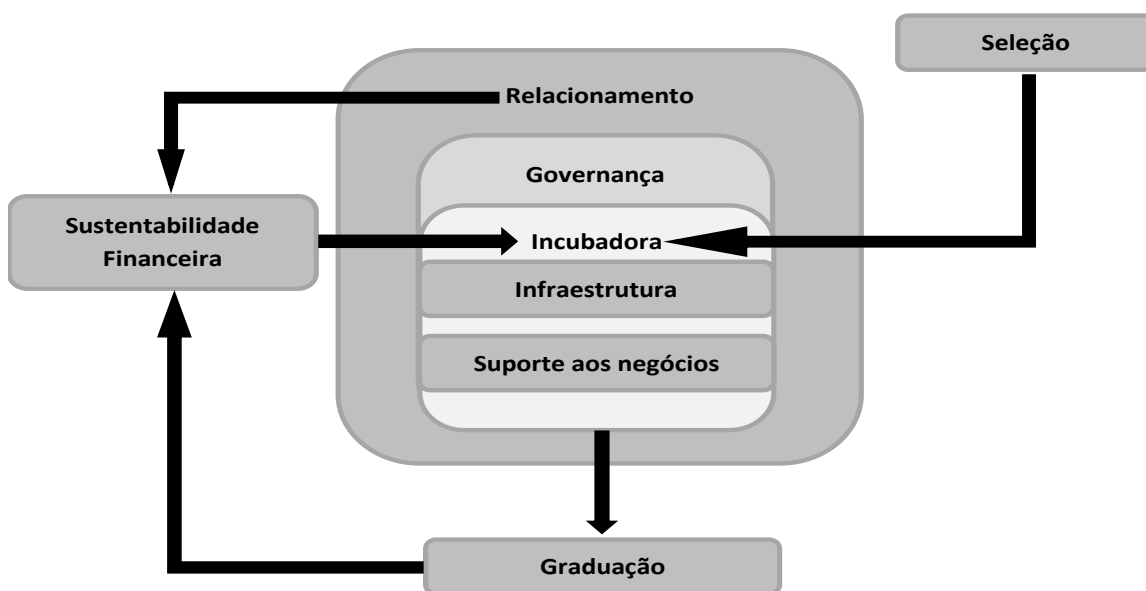 Seleção
Relacionamento
Governança
Sustentabilidade
Financeira
Incubadora
Infraestrutura
Suporte aos negócios
Graduação